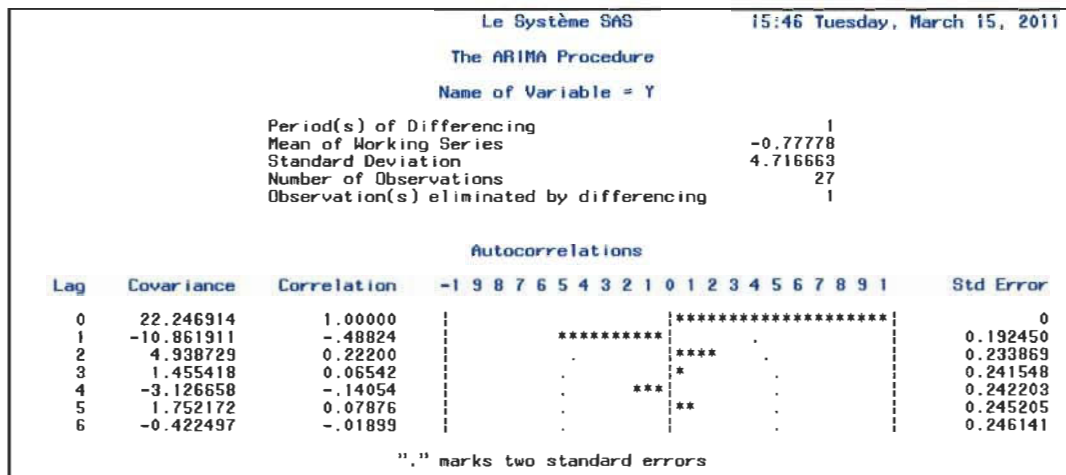 Le Système SAS 15:46 Tuesday, March 15, 2011
The ARIMA Procedure
Name of Variable = Y
Period(s) of Differencing 1
Mean of Working Series -0.77778
Standard Deviation 4.716663
Number of Observations 27
Observation(s) eliminated by differencing 1
Autocorrelations
Lag Covariance Correlation -1 9 8 7 6 5 4 3 2 1 0 1 2 3 4 5 6 7 8 9 1 Std Error
0 22.246914 1.00000 | |********************| 0
1 -10.861911 -.48824 | **********| . | 0.192450
2 4.938729 0.22200 | . |**** . | 0.233869
3 1.455418 0.06542 | . |* . | 0.241548
4 -3.126658 -.14054 | . ***| . | 0.242203
5 1.752172 0.07876 | . |** . | 0.245205
6 -0.422497 -.01899 | . | . | 0.246141
"." marks two standard errors